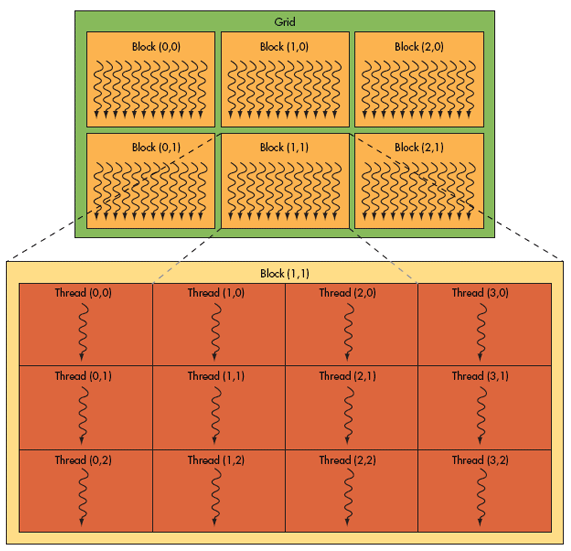 Grid
Block (0,0) Block (1,0) Block (2,0)
Block (0,1) Block (1,1) Block (2,1)
Block (1,1)
Thread (0,0) Thread (1,0) Thread (2,0) Thread (3,0)
Thread (0,1) Thread (1,1) Thread (2,1) Thread (3,1)
Thread (0,2) Thread (1,2) Thread (2,2) Thread (3,2)